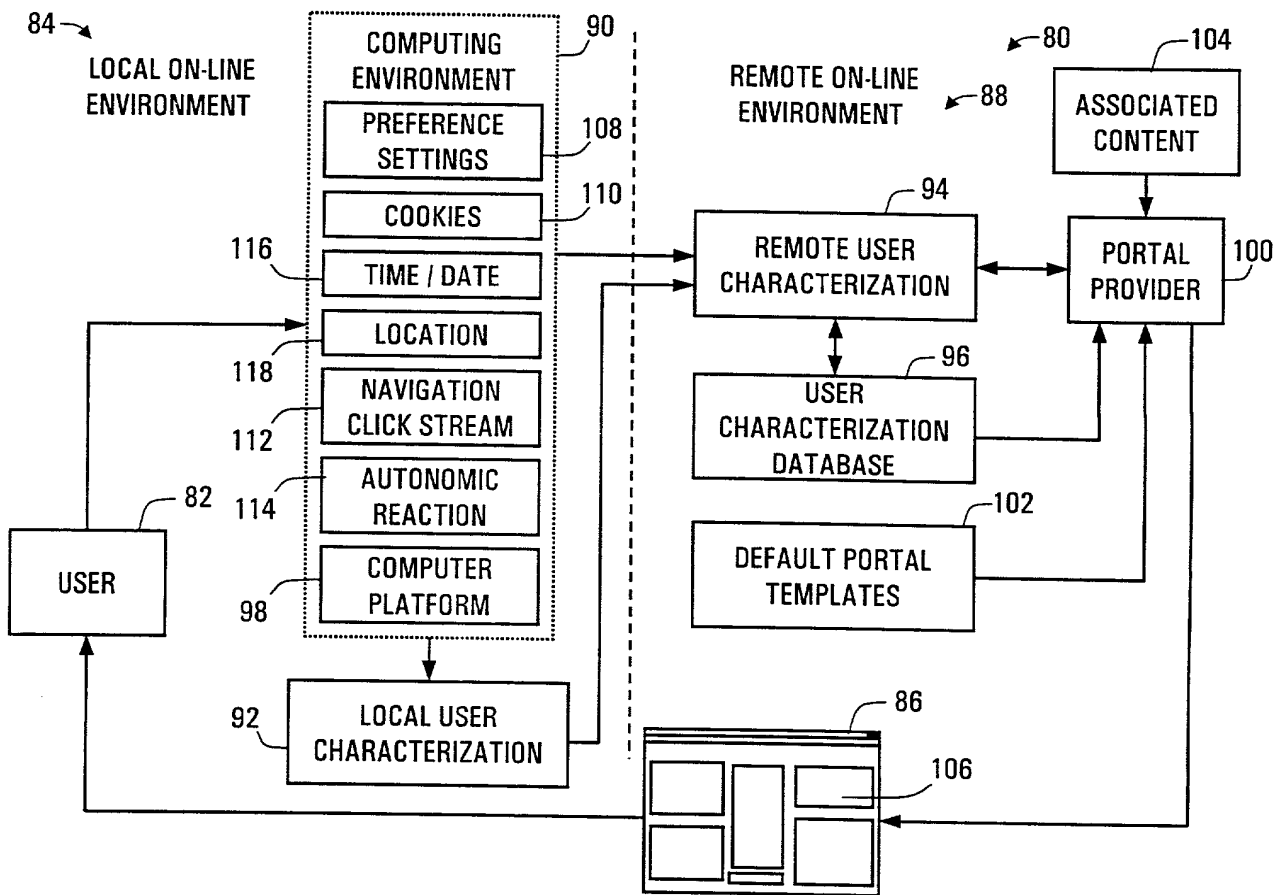 84
LOCAL ON-LINE
ENVIRONMENT
90
COMPUTING
ENVIRONMENT
PREFERENCE
SETTINGS
108
COOKIES
110
116
TIME / DATE
LOCATION
118
NAVIGATION
CLICK STREAM
112
AUTONOMIC
REACTION
114
COMPUTER
PLATFORM
98
82
USER
92
LOCAL USER
CHARACTERIZATION
80
REMOTE ON-LINE
ENVIRONMENT
88
104
ASSOCIATED
CONTENT
94
REMOTE USER
CHARACTERIZATION
PORTAL
PROVIDER
100
96
USER
CHARACTERIZATION
DATABASE
102
DEFAULT PORTAL
TEMPLATES
86
106